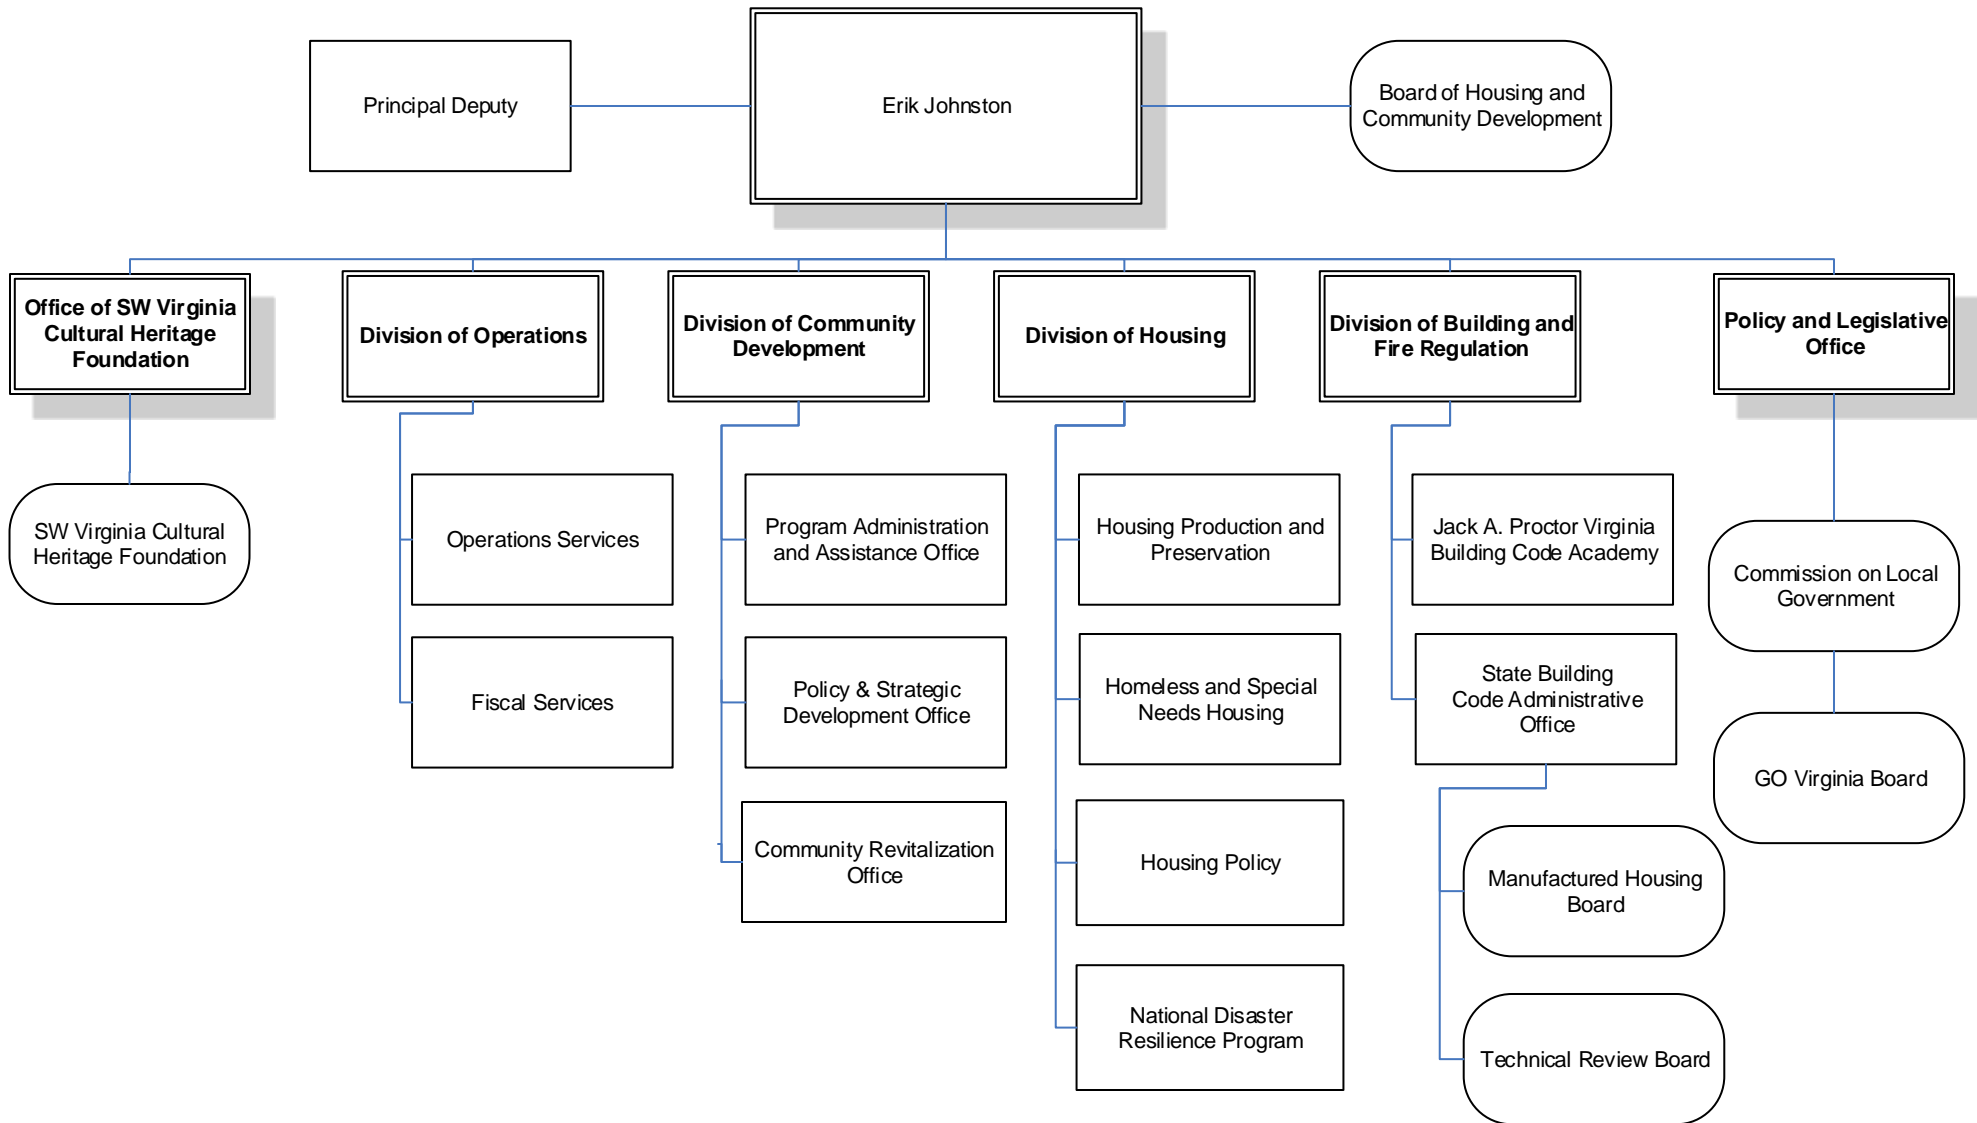 Principal Deputy
Erik Johnston
Board of Housing and
Community Development
Office of SW Virginia
Cultural Heritage
Foundation
Division of Operations
Division of Community
Development
Division of Housing
Division of Building and
Fire Regulation
Policy and Legislative
Office
SW Virginia Cultural
Heritage Foundation
Operations Services
Fiscal Services
Program Administration
and Assistance Office
Policy & Strategic
Development Office
Community Revitalization
Office
Housing Production and
Preservation
Homeless and Special
Needs Housing
Housing Policy
National Disaster
Resilience Program
Jack A. Proctor Virginia
Building Code Academy
State Building
Code Administrative
Office
Manufactured Housing
Board
Technical Review Board
Commission on Local
Government
GO Virginia Board